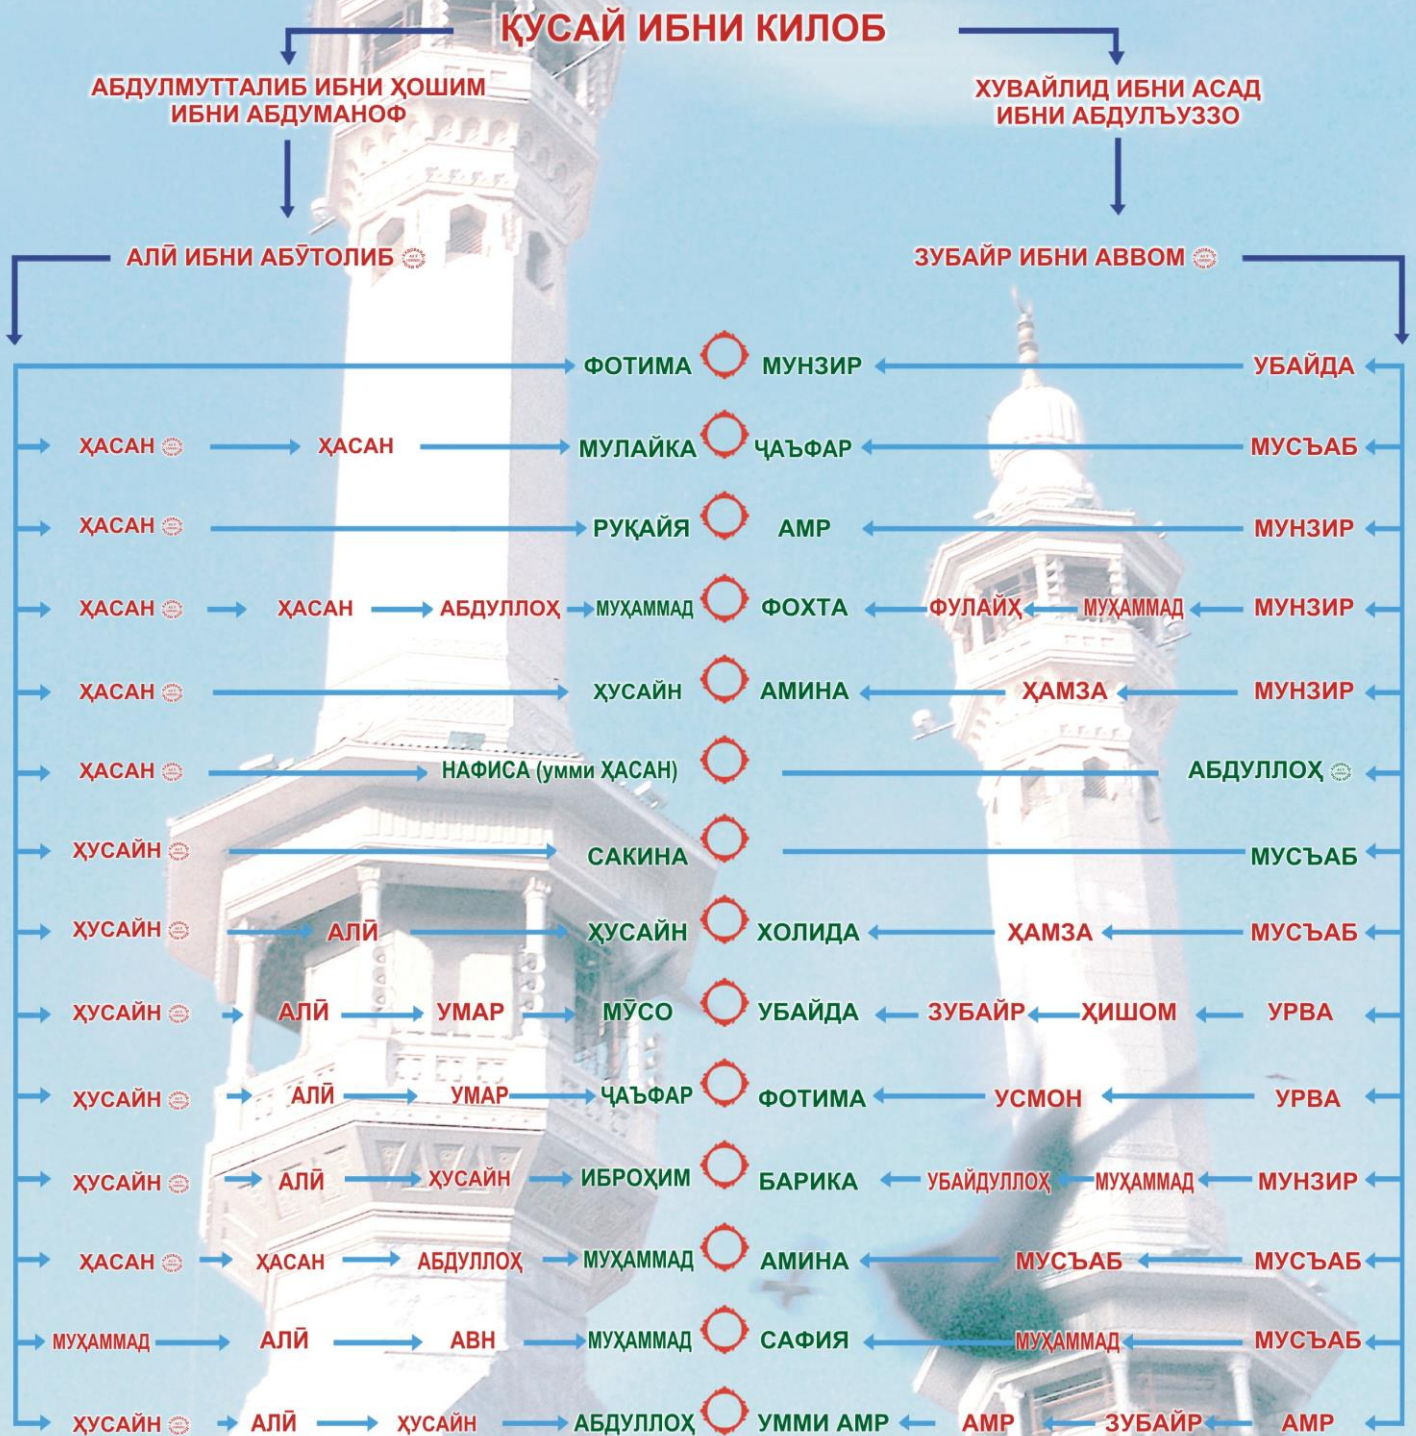 ҚУСАЙ ИБНИ КИЛОБ
АБДУЛМУТТАЛИБ ИБНИ ҲОШИМ
ИБНИ АБДУМАНОФ
ХУВАЙЛИД ИБНИ АСАД
ИБНИ АБДУЛЪУЗЗО
АЛӢ ИБНИ АБӮТОЛИБ
ЗУБАЙР ИБНИ АВВОМ
ФОТИМА МУНЗИР УБАЙДА
ҲАСАН ҲАСАН МУЛАЙКА ҶАЪФАР МУСЪАБ
ҲАСАН РУҚАЙЯ АМР МУНЗИР
ҲАСАН ҲАСАН АБДУЛЛОҲ МУҲАММАД ФОХТА ФУЛАЙҲ МУҲАММАД МУНЗИР
ҲАСАН ҲУСАЙН АМИНА ҲАМЗА МУНЗИР
ҲАСАН НАФИСА (умми ҲАСАН) АБДУЛЛОҲ
ҲУСАЙН САКИНА МУСЪАБ
ҲУСАЙН АЛӢ ҲУСАЙН ХОЛИДА ҲАМЗА МУСЪАБ
ҲУСАЙН АЛӢ УМАР МӮСО УБАЙДА ЗУБАЙР ҲИШОМ УРВА
ҲУСАЙН АЛӢ УМАР ҶАЪФАР ФОТИМА УСМОН УРВА
ҲУСАЙН АЛӢ ҲУСАЙН ИБРОҲИМ БАРИКА УБАЙДУЛЛОҲ МУҲАММАД МУНЗИР
ҲАСАН ҲАСАН АБДУЛЛОҲ МУҲАММАД АМИНА МУСЪАБ МУСЪАБ
МУҲАММАД АЛӢ АВН МУҲАММАД САФИЯ МУҲАММАД МУСЪАБ
ҲУСАЙН АЛӢ ҲУСАЙН АБДУЛЛОҲ УММИ АМР АМР ЗУБАЙР АМР